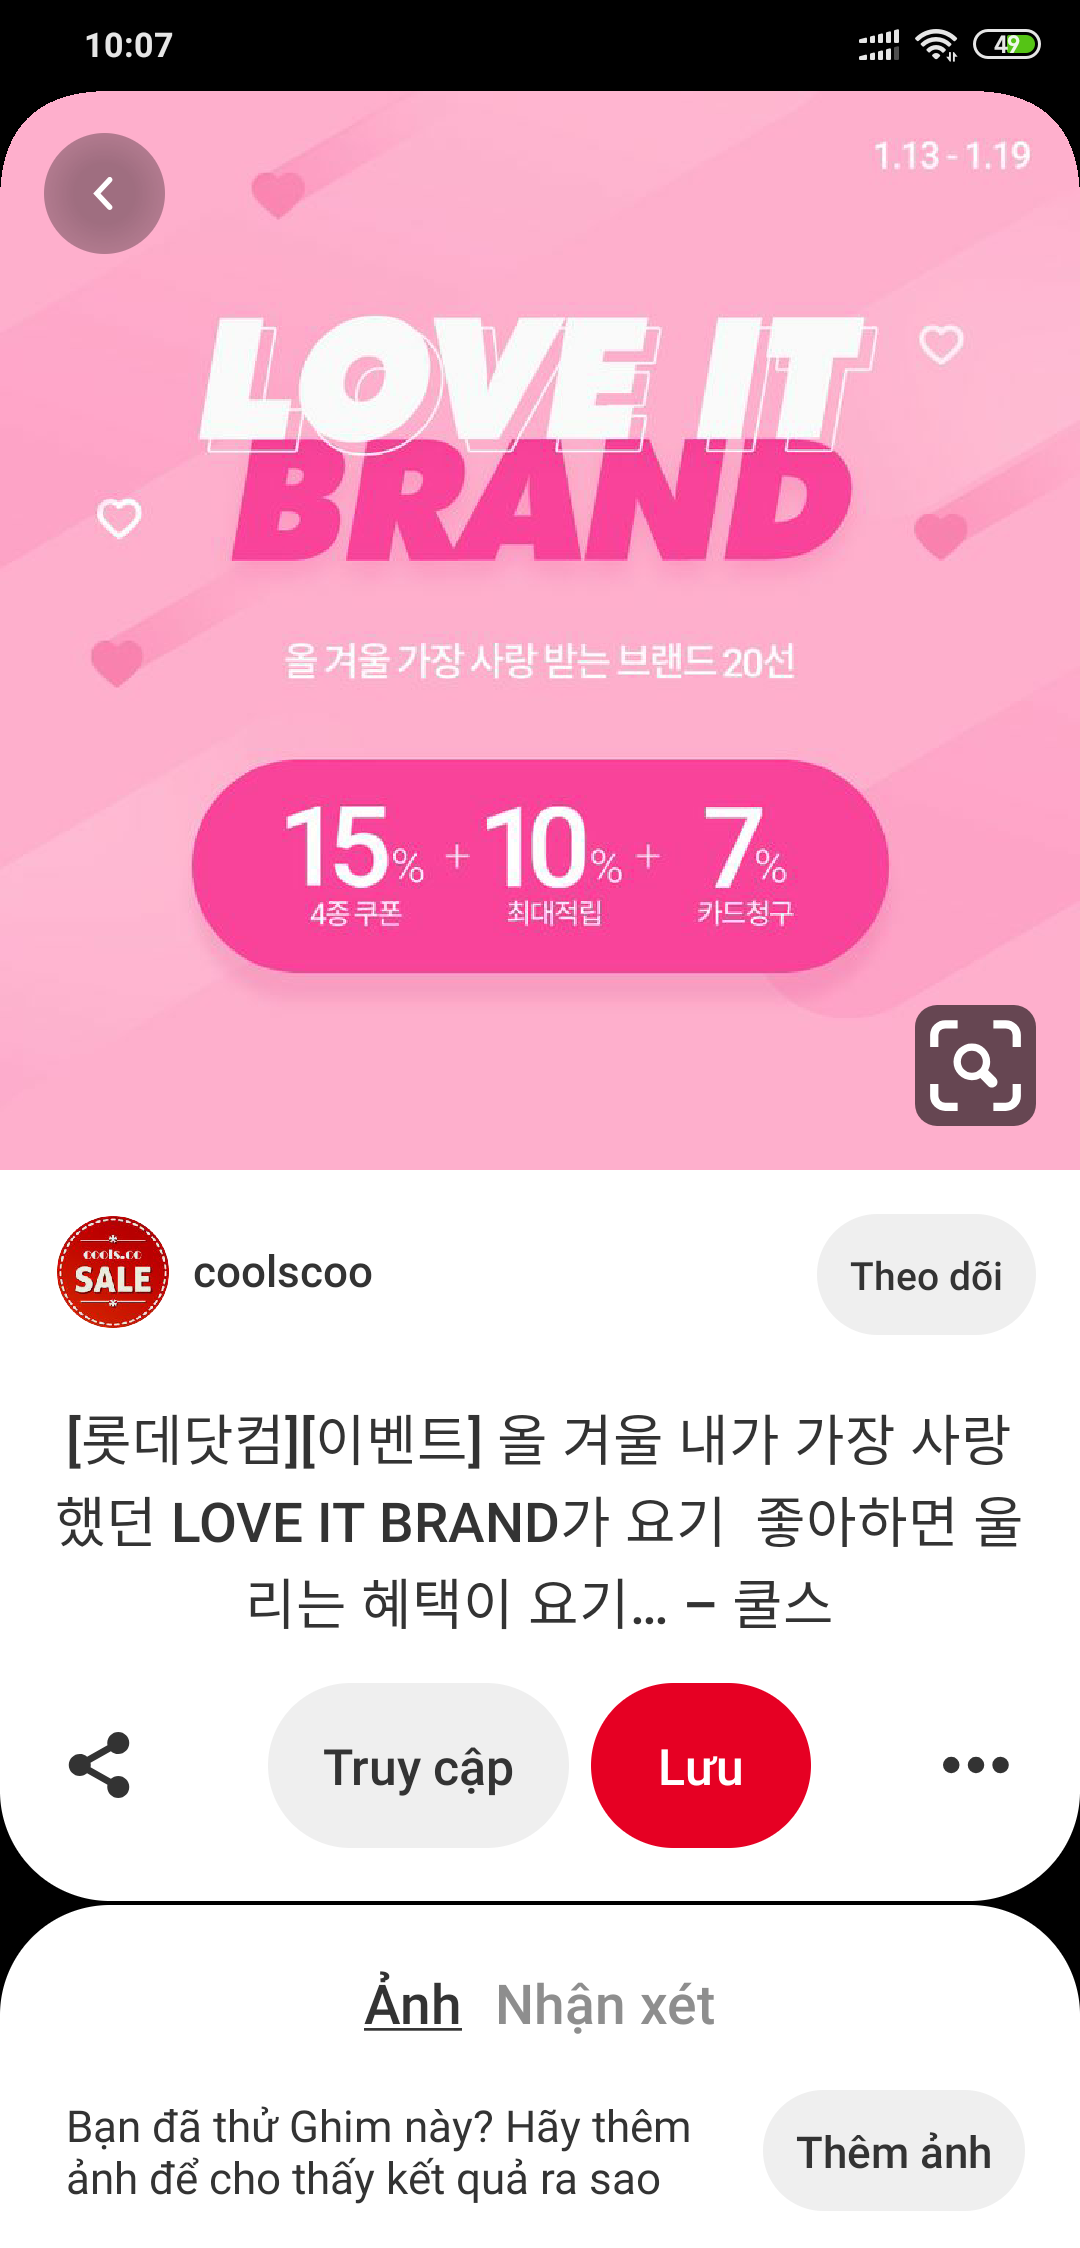 10:07
49
1.13 - 1.19
LOVE IT
BRAND
올 겨울 가장 사랑 받는 브랜드 20선
15% + 10% + 7%
4종 쿠폰 최대적립 카드청구
cools.cc
SALE
coolscoo
Theo dõi
[롯데닷컴][이벤트] 올 겨울 내가 가장 사랑
했던 LOVE IT BRAND가 요기 좋아하면 울
리는 혜택이 요기... – 쿨스
Truy cập
Lưu
Ảnh
Nhận xét
Bạn đã thử Ghim này? Hãy thêm
ảnh để cho thấy kết quả ra sao
Thêm ảnh